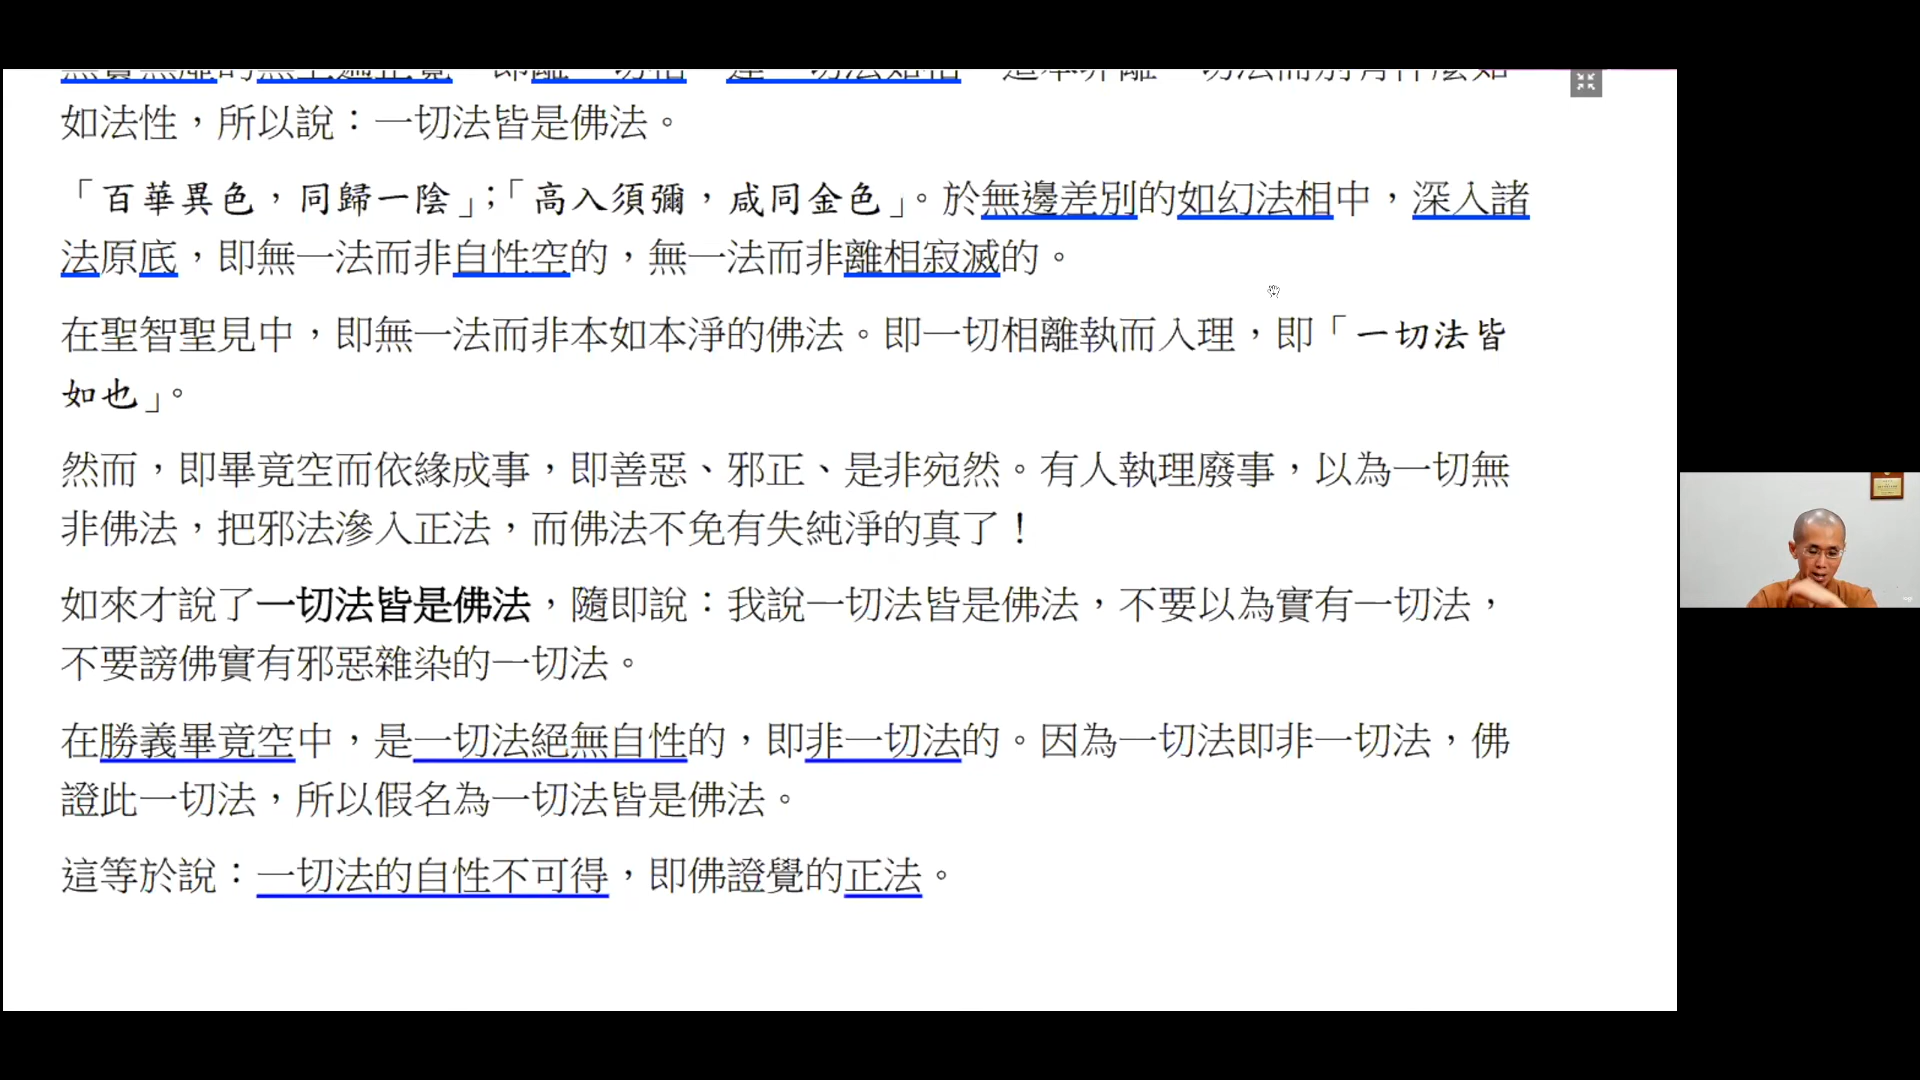 如法性，所以說：一切法皆是佛法。
「百華異色，同歸一陰」；「高入須彌，咸同金色」。於無邊差別的如幻法相中，深入諸
法原底，即無一法而非自性空的，無一法而非離相寂滅的。
在聖智聖見中，即無一法而非本如本淨的佛法。即一切相離執而入理，即「一切法皆
如也」。
然而，即畢竟空而依緣成事，即善惡、邪正、是非宛然。有人執理廢事，以為一切無
非佛法，把邪法滲入正法，而佛法不免有失純淨的真了！
如來才說了一切法皆是佛法，隨即說：我說一切法皆是佛法，不要以為實有一切法，
不要謗佛實有邪惡雜染的一切法。
在勝義畢竟空中，是一切法絕無自性的，即非一切法的。因為一切法即非一切法，佛
證此一切法，所以假名為一切法皆是佛法。
這等於說：一切法的自性不可得，即佛證覺的正法。